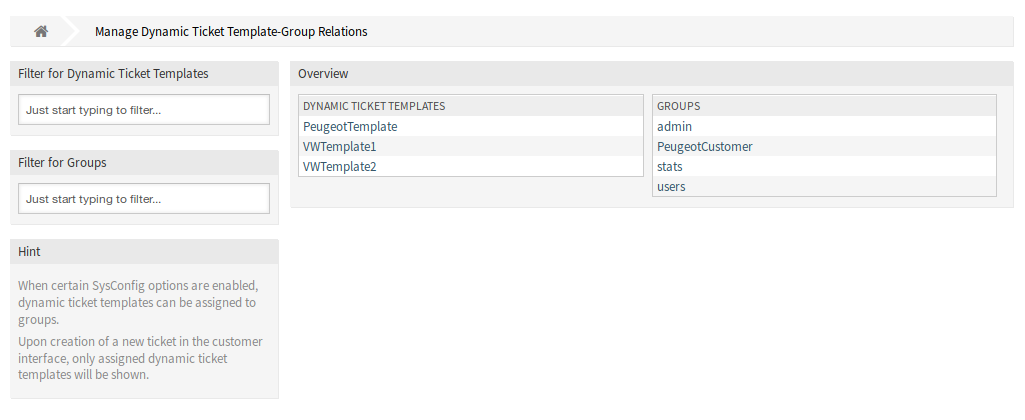 Manage Dynamic Ticket Template-Group Relations
Filter for Dynamic Ticket Templates
Just start typing to filter...
Filter for Groups
Just start typing to filter...
Hint
When certain SysConfig options are enabled,
dynamic ticket templates can be assigned to
groups.
Upon creation of a new ticket in the customer
interface, only assigned dynamic ticket
templates will be shown.
Overview
DYNAMIC TICKET TEMPLATES
PeugeotTemplate
VWTemplate1
VWTemplate2
GROUPS
admin
PeugeotCustomer
stats
users